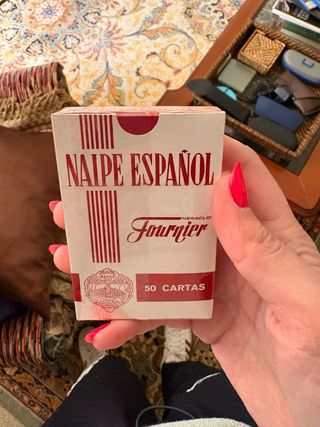 NAIPE ESPAÑOL
HERACLIO
Fournier
50 CARTAS